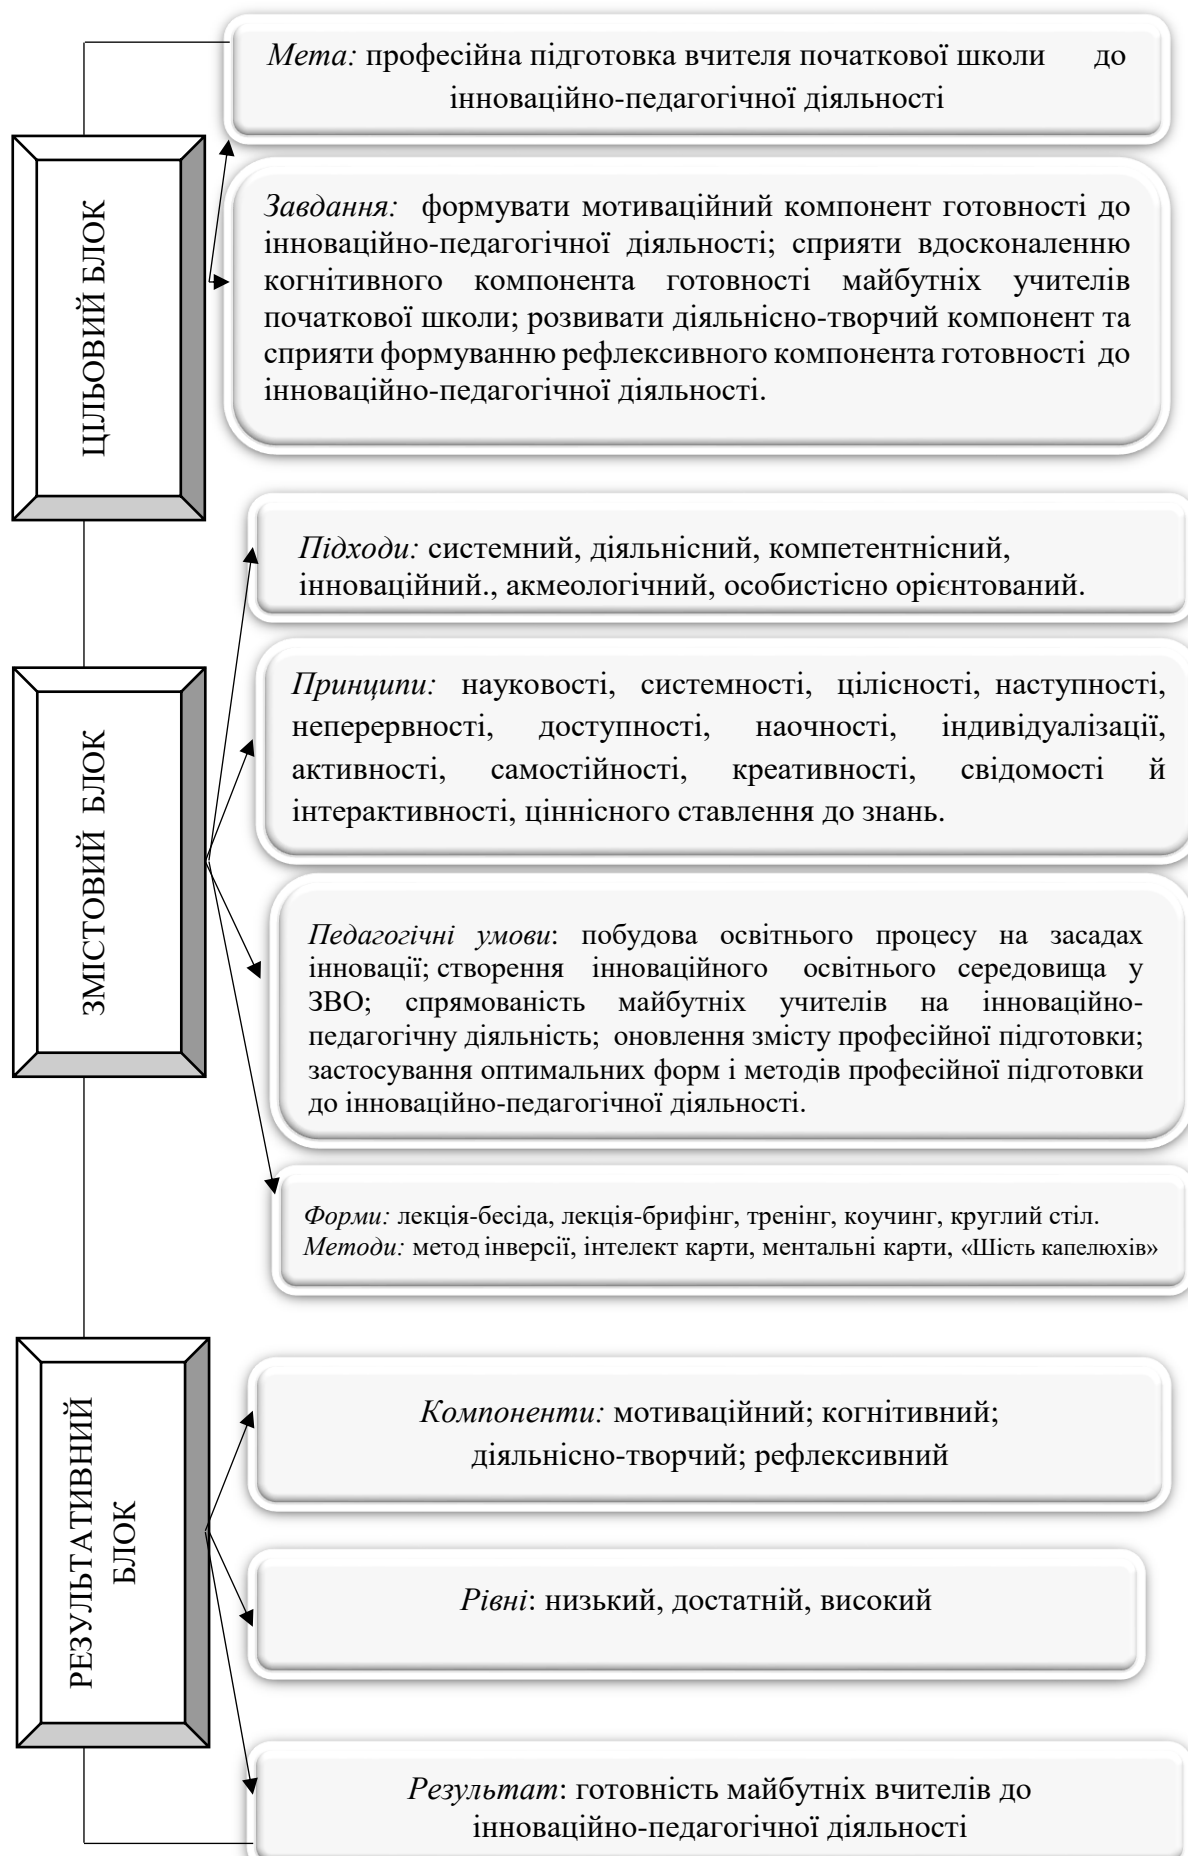 Мета: професійна підготовка вчителя початкової школи до
інноваційно-педагогічної діяльності
ЦІЛЬОВИЙ БЛОК
Завдання: формувати мотиваційний компонент готовності до
інноваційно-педагогічної діяльності; сприяти вдосконаленню
когнітивного компонента готовності майбутніх учителів
початкової школи; розвивати діяльнісно-творчий компонент та
сприяти формуванню рефлексивного компонента готовності до
інноваційно-педагогічної діяльності.
Підходи: системний, діяльнісний, компетентнісний,
інноваційний., акмеологічний, особистісно орієнтований.
ЗМІСТОВИЙ БЛОК
Принципи: науковості, системності, цілісності, наступності,
неперервності, доступності, наочності, індивідуалізації,
активності, самостійності, креативності, свідомості й
інтерактивності, ціннісного ставлення до знань.
Педагогічні умови: побудова освітнього процесу на засадах
інновації; створення інноваційного освітнього середовища у
ЗВО; спрямованість майбутніх учителів на інноваційно-
педагогічну діяльність; оновлення змісту професійної підготовки;
застосування оптимальних форм і методів професійної підготовки
до інноваційно-педагогічної діяльності.
Форми: лекція-бесіда, лекція-брифінг, тренінг, коучинг, круглий стіл.
Методи: метод інверсії, інтелект карти, ментальні карти, «Шість капелюхів»
РЕЗУЛЬТАТИВНИЙ
БЛОК
Компоненти: мотиваційний; когнітивний;
діяльнісно-творчий; рефлексивний
Рівні: низький, достатній, високий
Результат: готовність майбутніх вчителів до
інноваційно-педагогічної діяльності